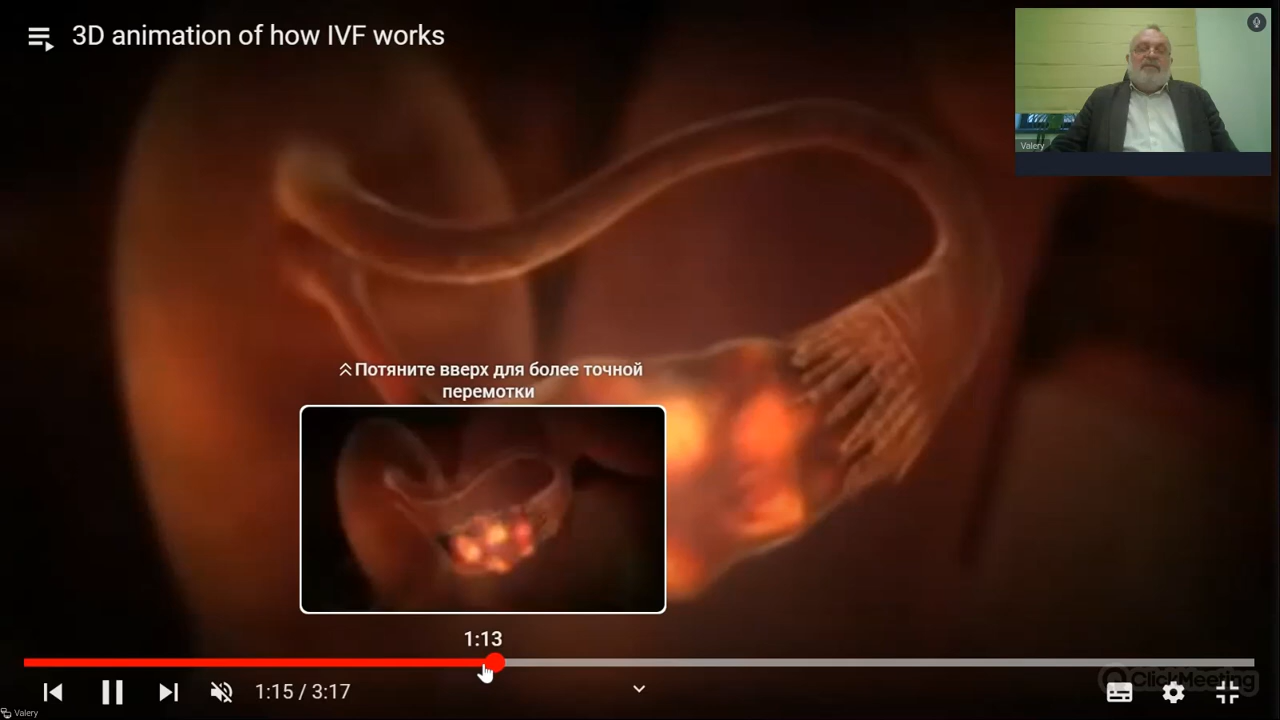 3D animation of how IVF works
Valery
Потяните вверх для более точной
перемотки
1:13
1:15 / 3:17
ClickMeeting
Valery